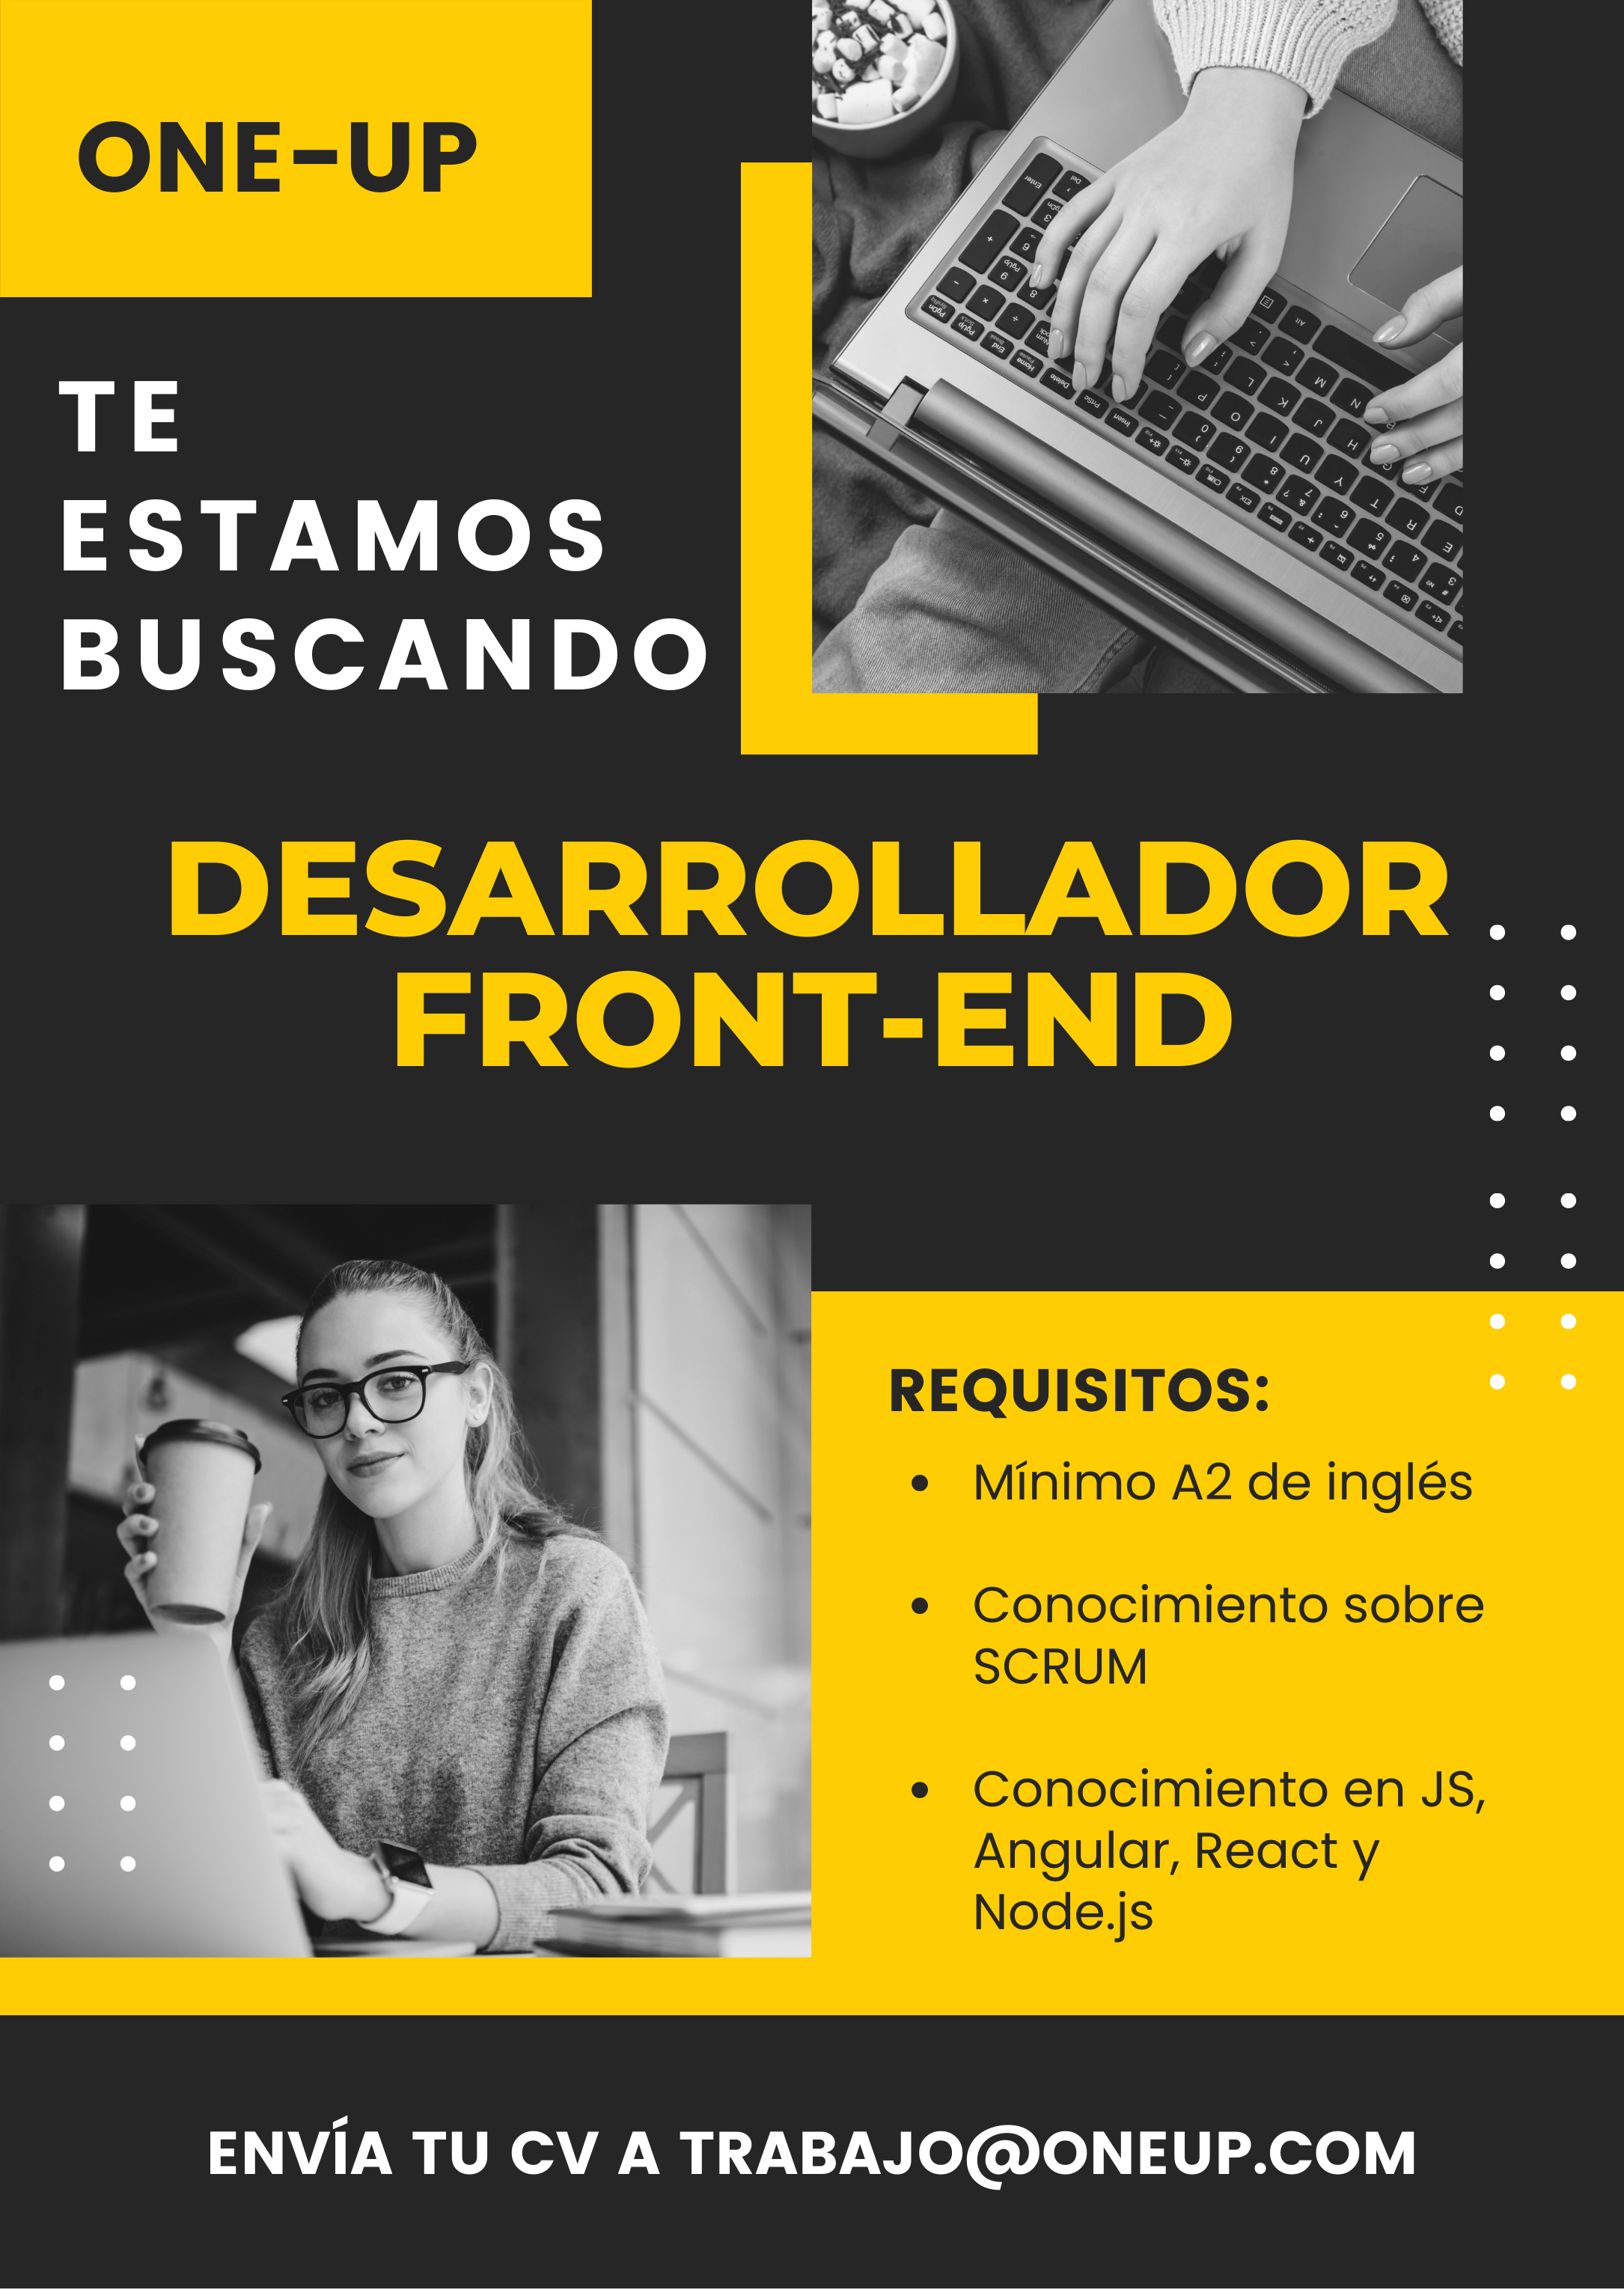 ONE-UP
TE
ESTAMOS
BUSCANDO
DESARROLLADOR
FRONT-END
REQUISITOS:
• Mínimo A2 de inglés
• Conocimiento sobre
SCRUM
• Conocimiento en JS,
Angular, React y
Node.js
ENVÍA TU CV A TRABAJO@ONEUP.COM